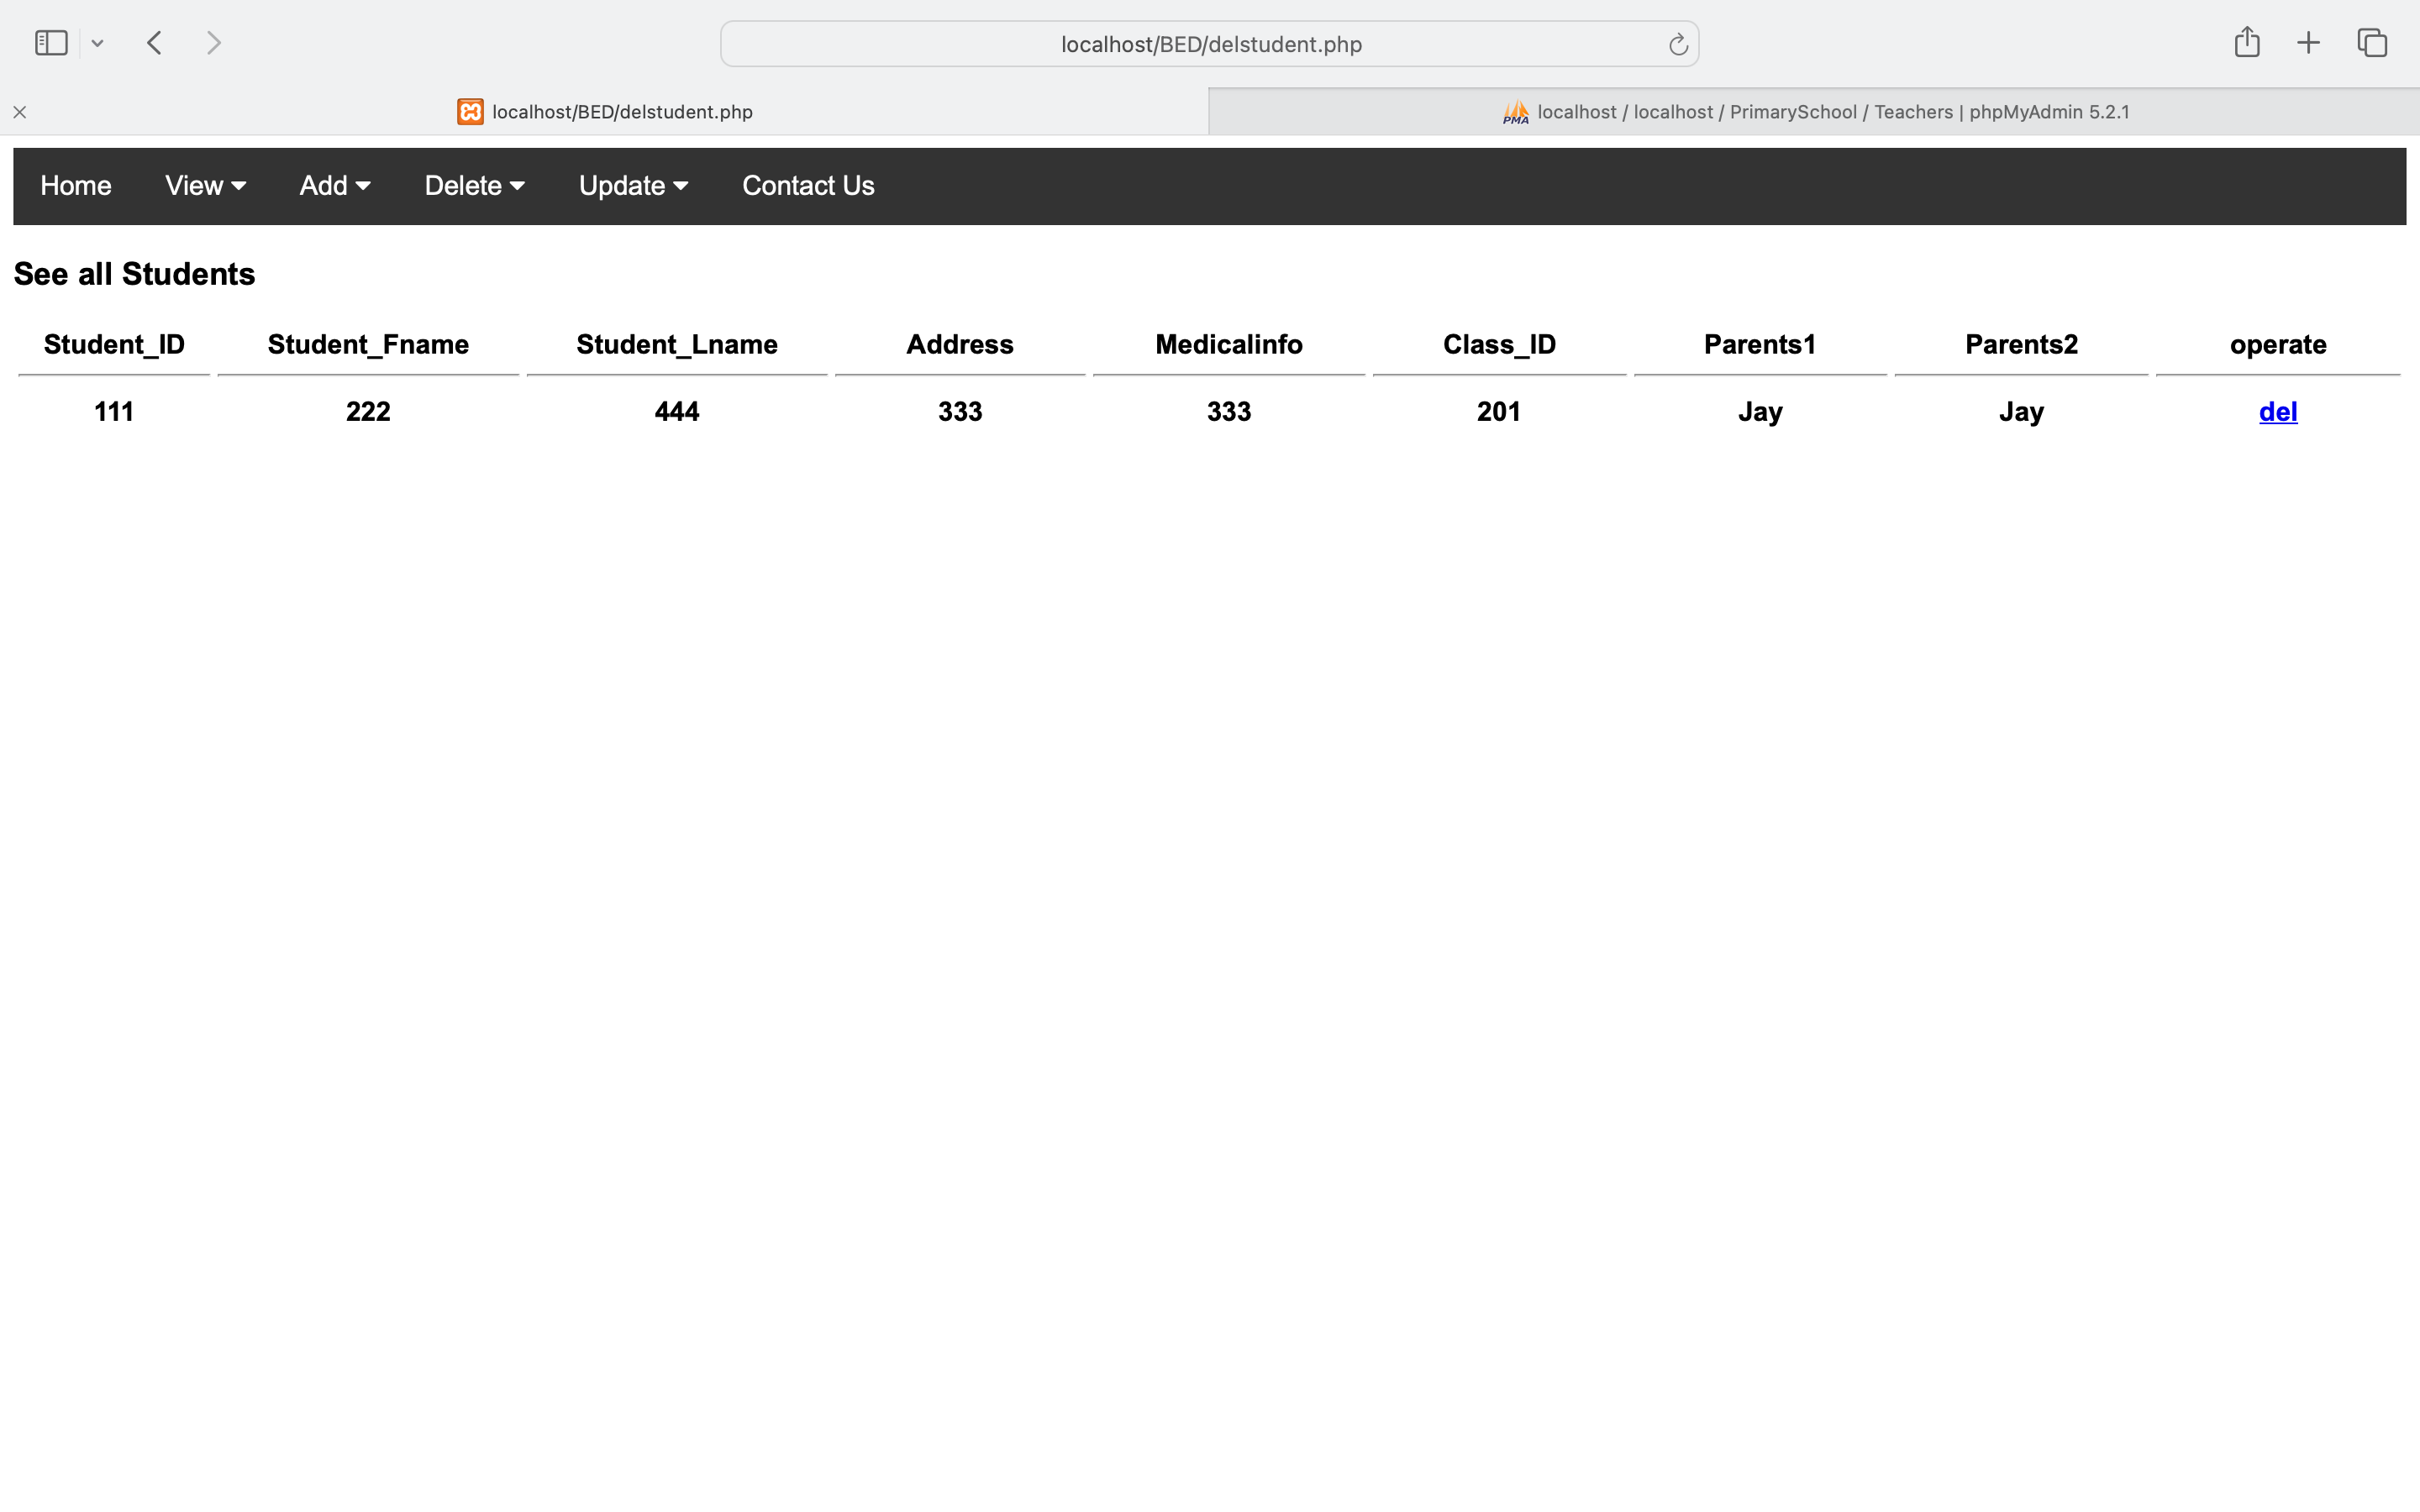 localhost/BED/delstudent.php
localhost/BED/delstudent.php
PMA localhost / localhost / PrimarySchool / Teachers | phpMyAdmin 5.2.1
Home View Add Delete Update Contact Us
See all Students
Student_ID Student_Fname Student_Lname Address Medicalinfo Class_ID Parents1 Parents2 operate
111 222 444 333 333 201 Jay Jay del